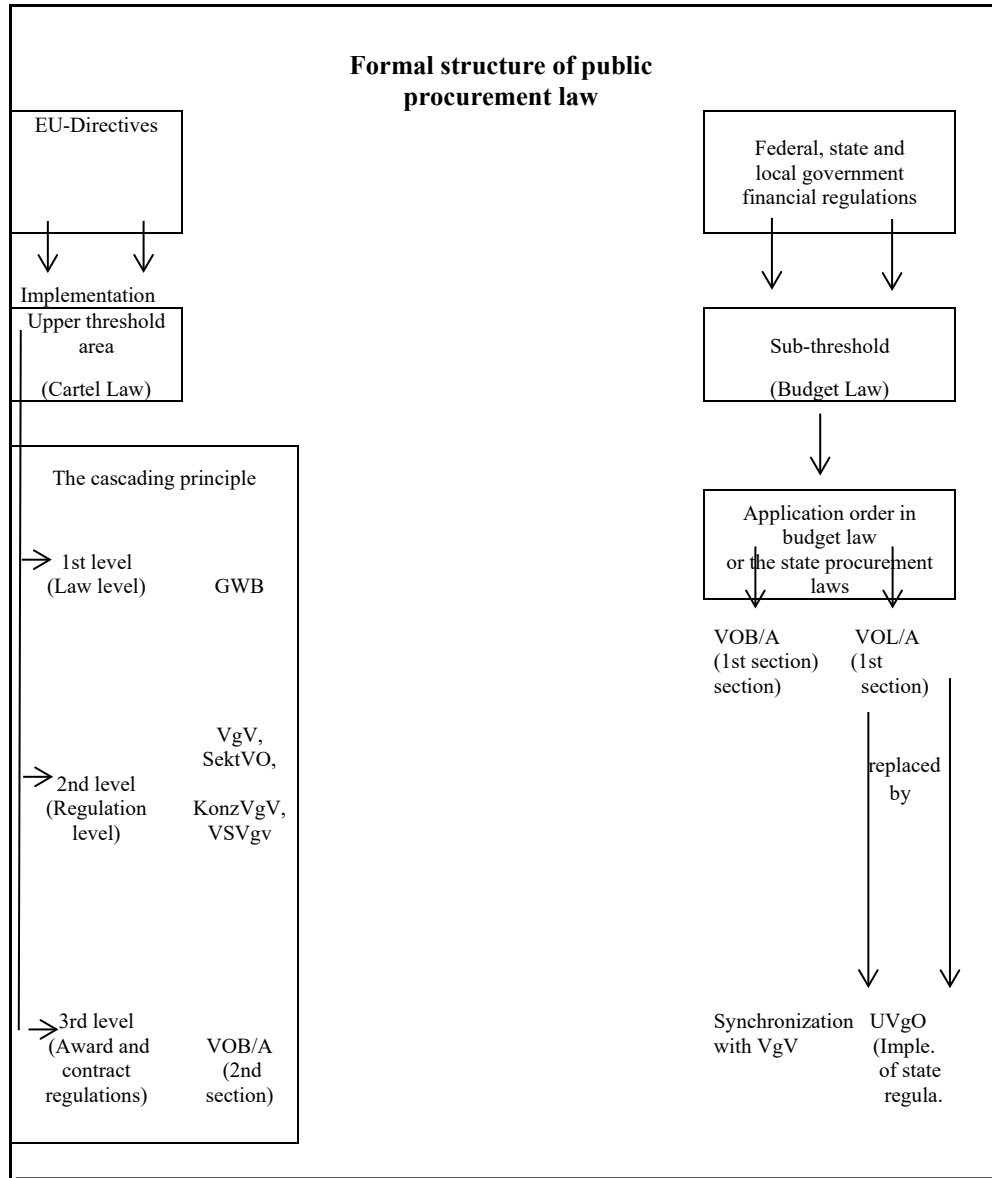 Formal structure of public
procurement law
EU-Directives
Implementation
Upper threshold
area
(Cartel Law)
The cascading principle
1st level
(Law level)
GWB
2nd level
(Regulation
level)
VgV,
SektVO,
KonzVgV,
VSVgv
3rd level
(Award and
contract
regulations)
VOB/A
(2nd
section)
Federal, state and
local government
financial regulations
Sub-threshold
(Budget Law)
Application order in
budget law
or the state procurement
laws
VOB/A
(1st section)
section)
VOL/A
(1st
section)
replaced
by
Synchronization
with VgV
UVgO
(Imple.
of state
regula.